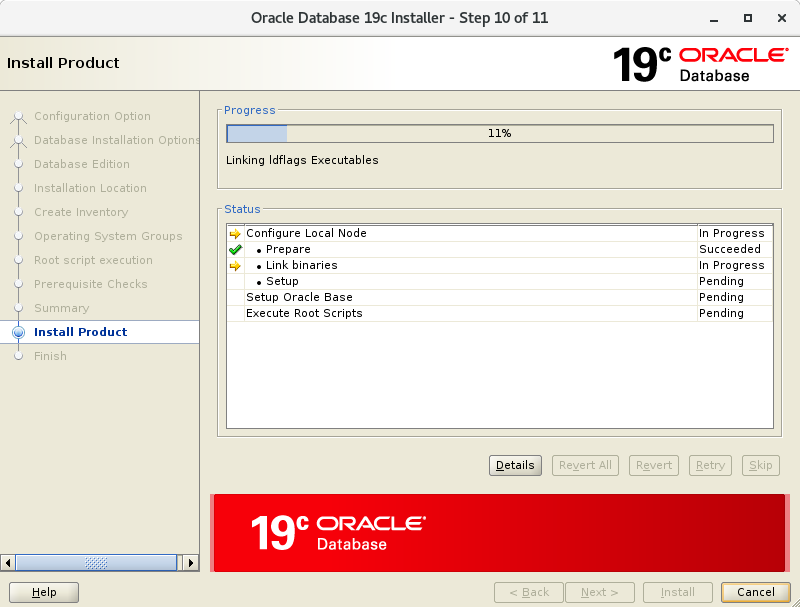 Oracle Database 19c Installer - Step 10 of 11
Install Product
19c ORACLE
Database
Configuration Option
Database Installation Options
Database Edition
Installation Location
Create Inventory
Operating System Groups
Root script execution
Prerequisite Checks
Summary
Install Product
Finish
Progress
11%
Linking ldflags Executables
Status
Configure Local Node In Progress
• Prepare Succeeded
• Link binaries In Progress
• Setup Pending
Setup Oracle Base Pending
Execute Root Scripts Pending
Details Revert All Revert Retry Skip
19c ORACLE
Database
Help < Back Next > Install Cancel